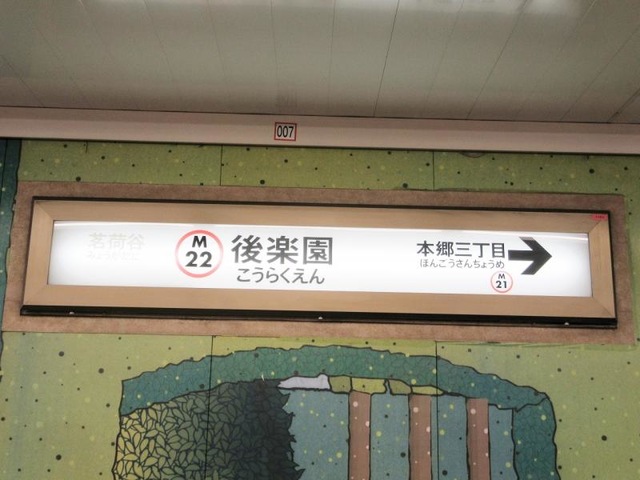 007
茗荷谷
M
22
後楽園
こうらくえん
本郷三丁目
ほんごうさんちょうめ
M
21